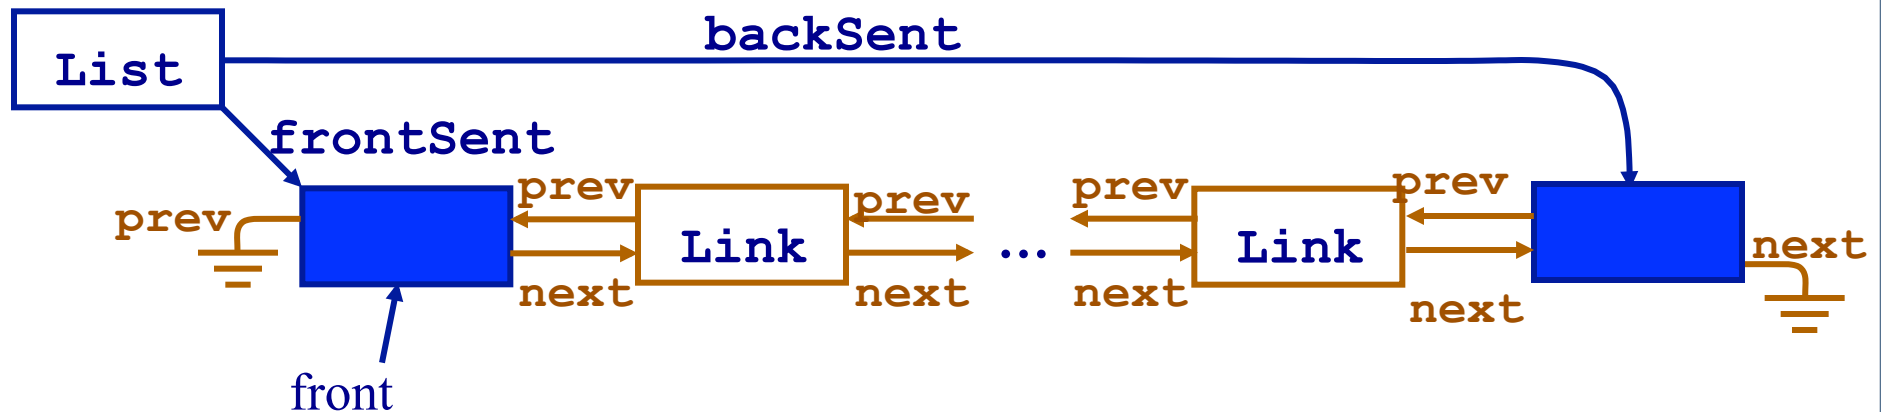 backSent
List
frontSent
prev prev prev prev prev
Link ... Link next
next next next next
front